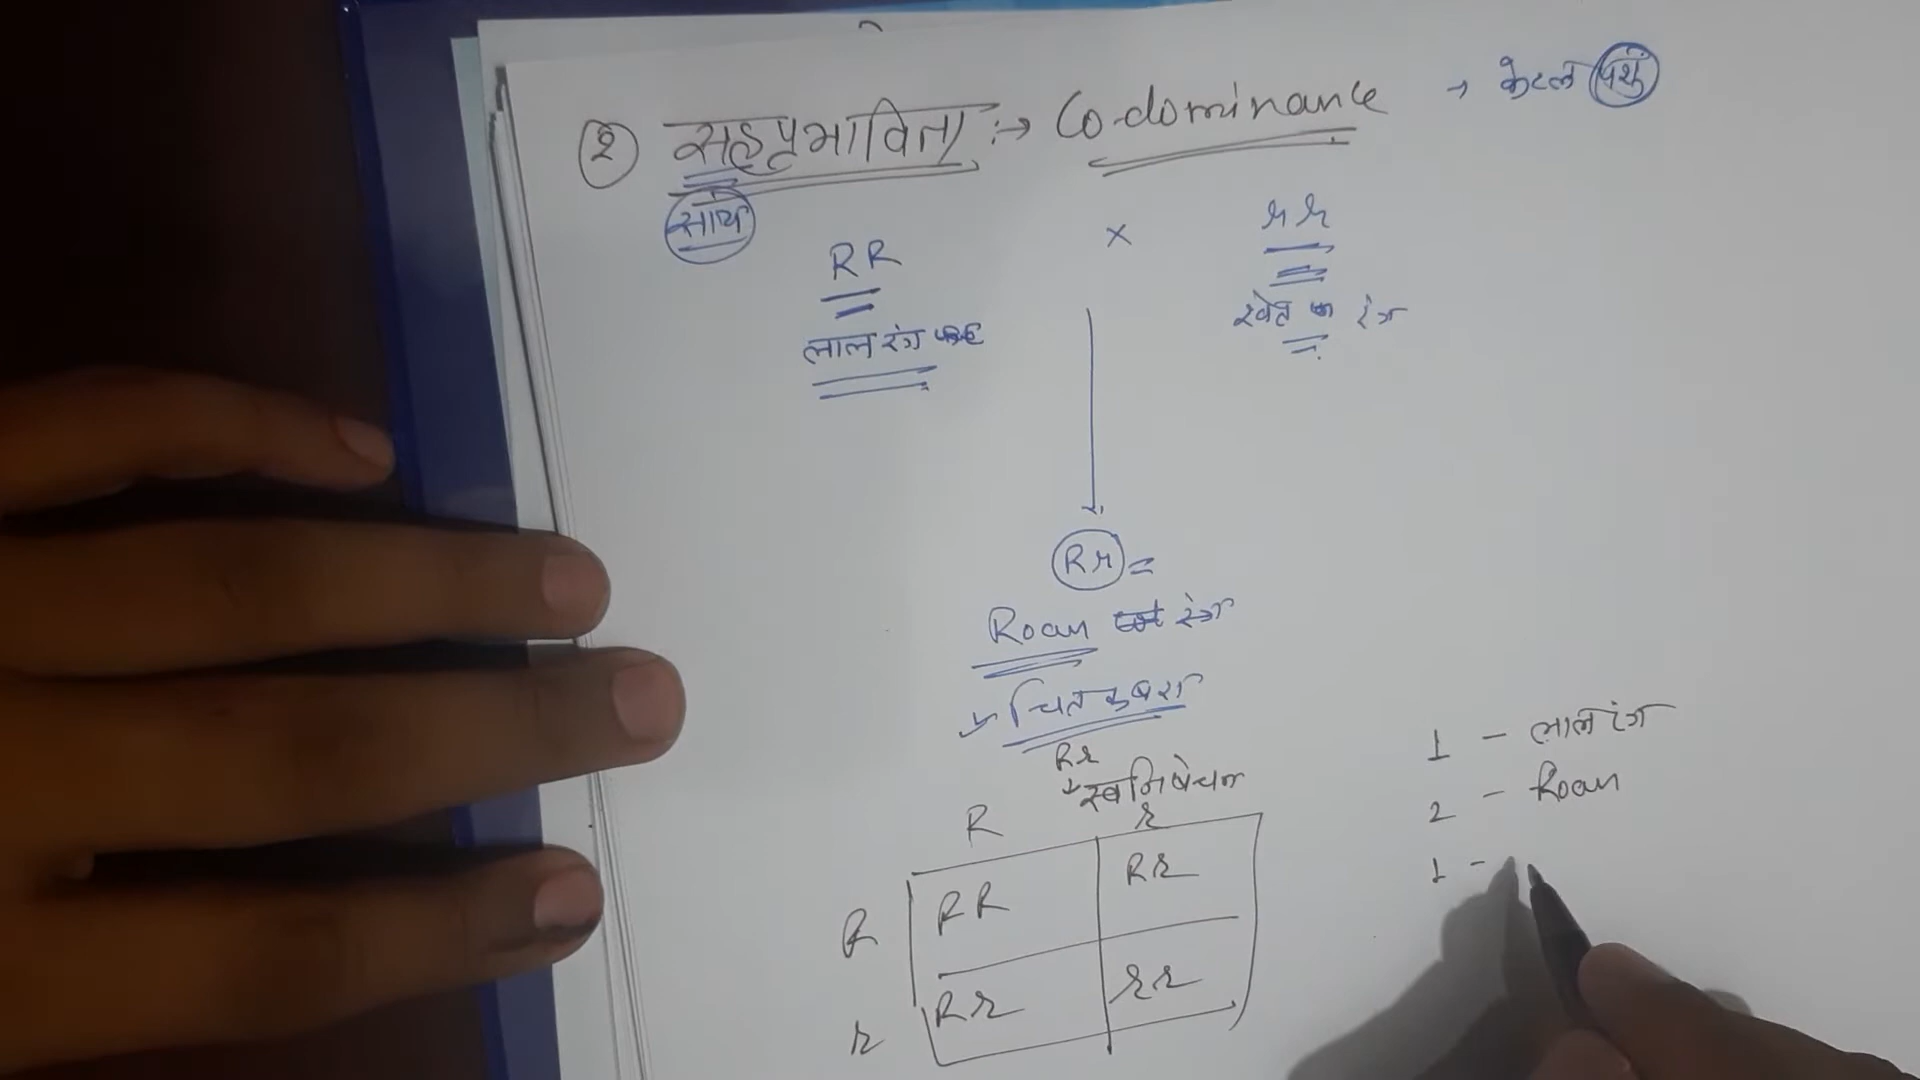 २ सहप्रभाविता :→ Co-dominance → केटल पशु
साथ
RR × rr
लाल रंग श्वेत रंग
Rr =
Roan रंग
चितकबरा
Rr
स्वनिषेचन
R r
R RR Rr
r Rr rr
1 - लाल रंग
2 - Roan
1 -